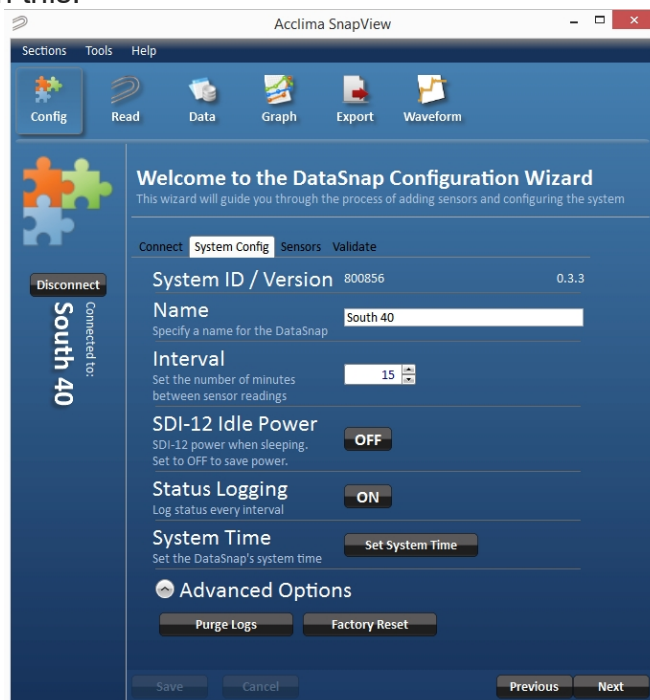 Acclima SnapView
Sections Tools Help
Config Read Data Graph Export Waveform
Welcome to the DataSnap Configuration Wizard
This wizard will guide you through the process of adding sensors and configuring the system
Connect System Config Sensors Validate
Disconnect
Connected to:
South 40
System ID / Version 800856 0.3.3
Name
Specify a name for the DataSnap
South 40
Interval
Set the number of minutes
between sensor readings
15
SDI-12 Idle Power
SDI-12 power when sleeping.
Set to OFF to save power.
OFF
Status Logging
Log status every interval
ON
System Time
Set the DataSnap's system time
Set System Time
Advanced Options
Purge Logs Factory Reset
Save Cancel Previous Next